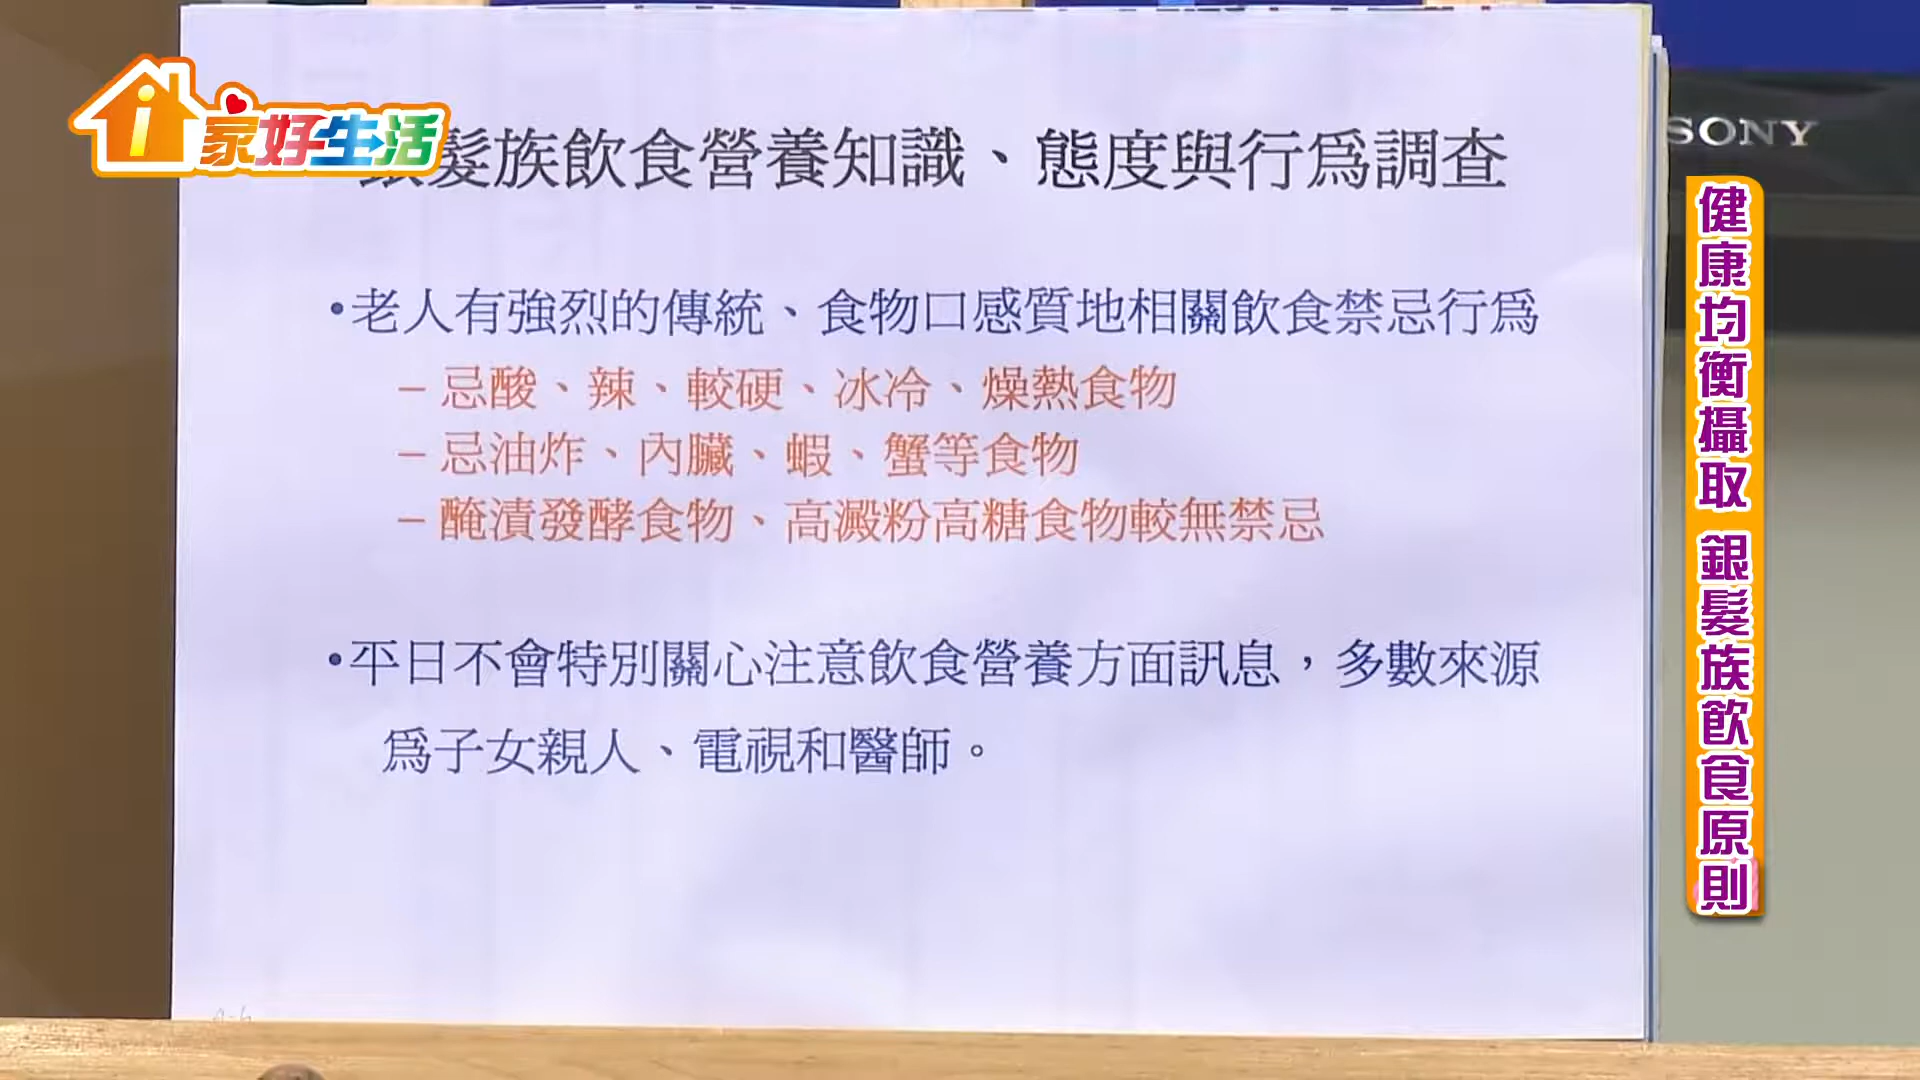 i家好生活
髮族飲食營養知識、態度與行為調查
•老人有強烈的傳統、食物口感質地相關飲食禁忌行為
–忌酸、辣、較硬、冰冷、燥熱食物
–忌油炸、內臟、蝦、蟹等食物
–醃漬發酵食物、高澱粉高糖食物較無禁忌
•平日不會特別關心注意飲食營養方面訊息，多數來源
為子女親人、電視和醫師。
SONY
健康均衡攝取 銀髮族飲食原則